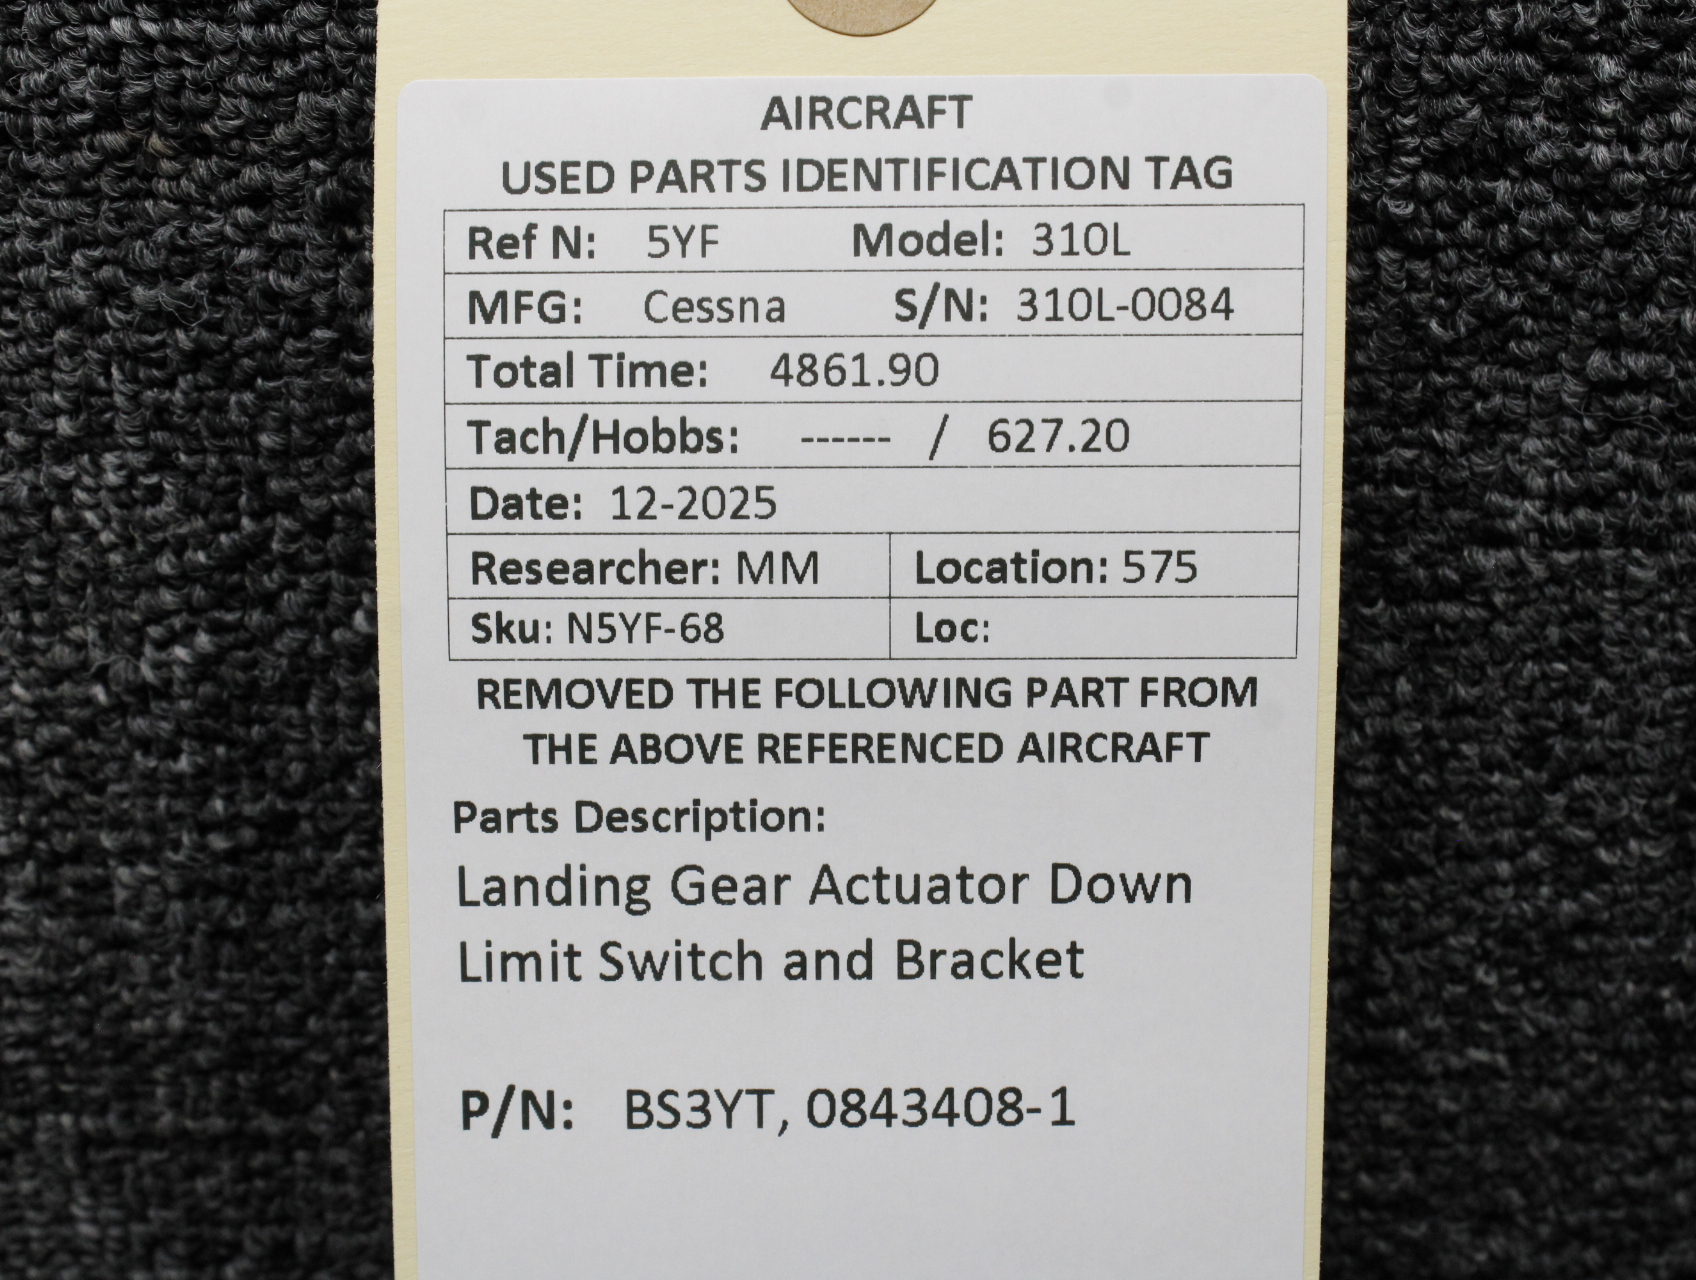 AIRCRAFT
USED PARTS IDENTIFICATION TAG
Ref N: 5YF Model: 310L
MFG: Cessna S/N: 310L-0084
Total Time: 4861.90
Tach/Hobbs: ------ / 627.20
Date: 12-2025
Researcher: MM Location: 575
Sku: N5YF-68 Loc:
REMOVED THE FOLLOWING PART FROM
THE ABOVE REFERENCED AIRCRAFT
Parts Description:
Landing Gear Actuator Down
Limit Switch and Bracket
P/N: BS3YT, 0843408-1